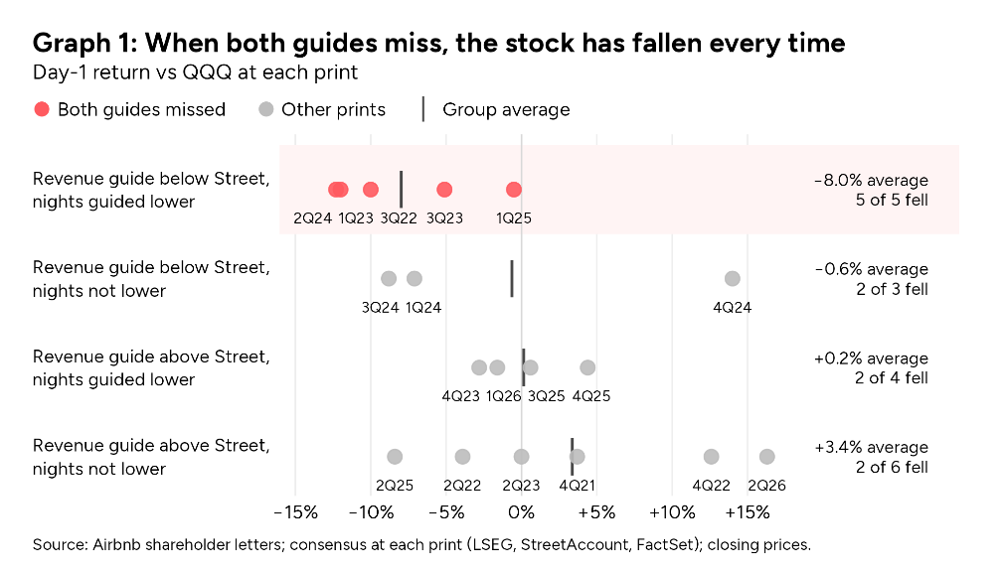 Graph 1: When both guides miss, the stock has fallen every time
Day-1 return vs QQQ at each print
Both guides missed
Other prints
Group average
Revenue guide below Street,
nights guided lower
2Q24 1Q23 3Q22 3Q23 1Q25
−8.0% average
5 of 5 fell
Revenue guide below Street,
nights not lower
3Q24 1Q24 4Q24
−0.6% average
2 of 3 fell
Revenue guide above Street,
nights guided lower
4Q23 1Q26 3Q25 4Q25
+0.2% average
2 of 4 fell
Revenue guide above Street,
nights not lower
2Q25 2Q22 2Q23 4Q21 4Q22 2Q26
+3.4% average
2 of 6 fell
−15% −10% −5% 0% +5% +10% +15%
Source: Airbnb shareholder letters; consensus at each print (LSEG, StreetAccount, FactSet); closing prices.